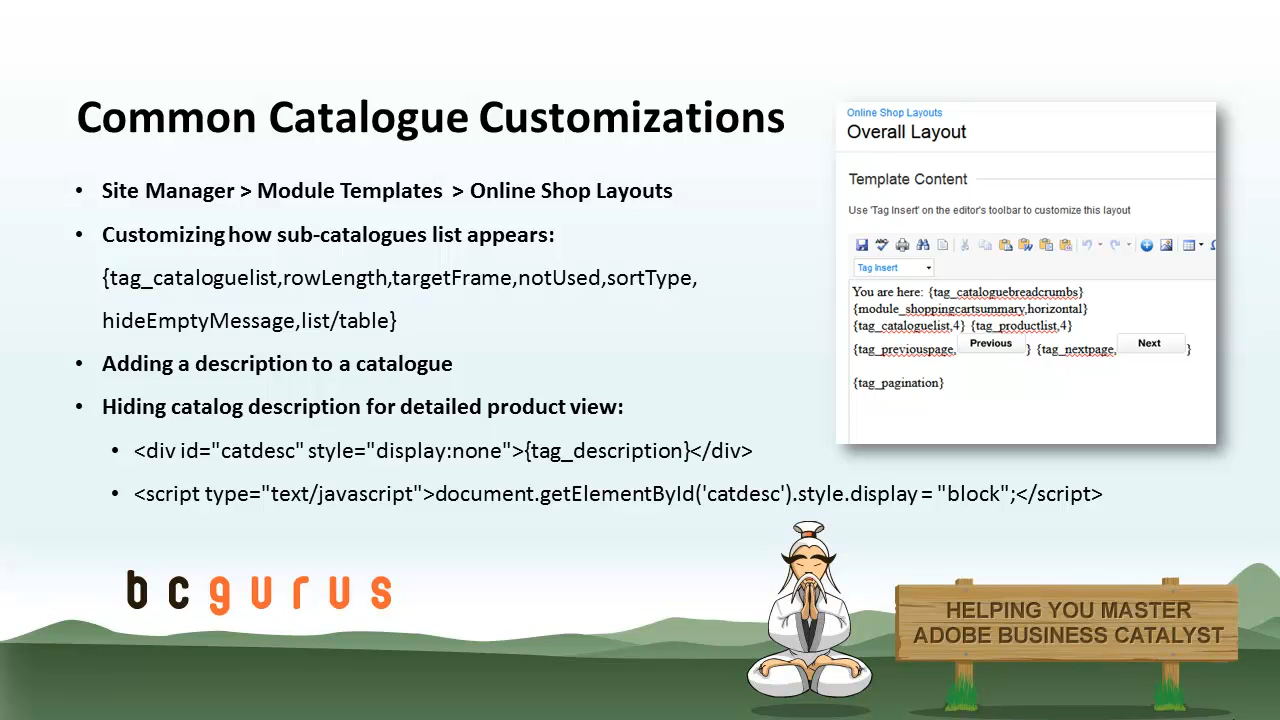 Common Catalogue Customizations
• Site Manager > Module Templates > Online Shop Layouts
• Customizing how sub-catalogues list appears:
{tag_cataloguelist,rowLength,targetFrame,notUsed,sortType,
hideEmptyMessage,list/table}
• Adding a description to a catalogue
• Hiding catalog description for detailed product view:
• <div id="catdesc" style="display:none">{tag_description}</div>
• <script type="text/javascript">document.getElementById('catdesc').style.display = "block";</script>
Online Shop Layouts
Overall Layout
Template Content
Use 'Tag Insert' on the editor's toolbar to customize this layout
Tag Insert
You are here: {tag_cataloguebreadcrumbs}
{module_shoppingcartsummary,horizontal}
{tag_cataloguelist,4} {tag_productlist,4}
{tag_previouspage, Previous } {tag_nextpage, Next }
{tag_pagination}
bcgurus
HELPING YOU MASTER
ADOBE BUSINESS CATALYST